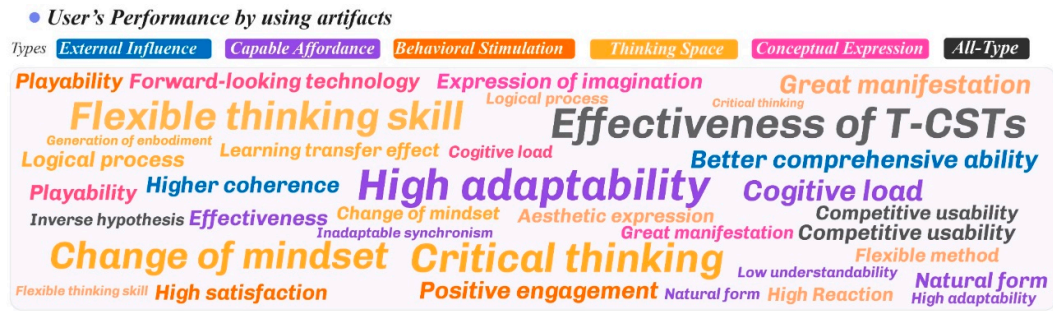 User's Performance by using artifacts
Types External Influence Capable Affordance Behavioral Stimulation Thinking Space Conceptual Expression All-Type
Playability Forward-looking technology Expression of imagination Great manifestation
Logical process Critical thinking
Flexible thinking skill Effectiveness of T-CSTs
Generation of enbodiment
Logical process Learning transfer effect Cogitive load Better comprehensive ability
Playability Higher coherence High adaptability Cogitive load
Inverse hypothesis Effectiveness Change of mindset Aesthetic expression Competitive usability
Inadaptable synchronism Great manifestation Competitive usability
Change of mindset Critical thinking Flexible method
Low understandability
Flexible thinking skill High satisfaction Positive engagement Natural form High Reaction Natural form
High adaptability